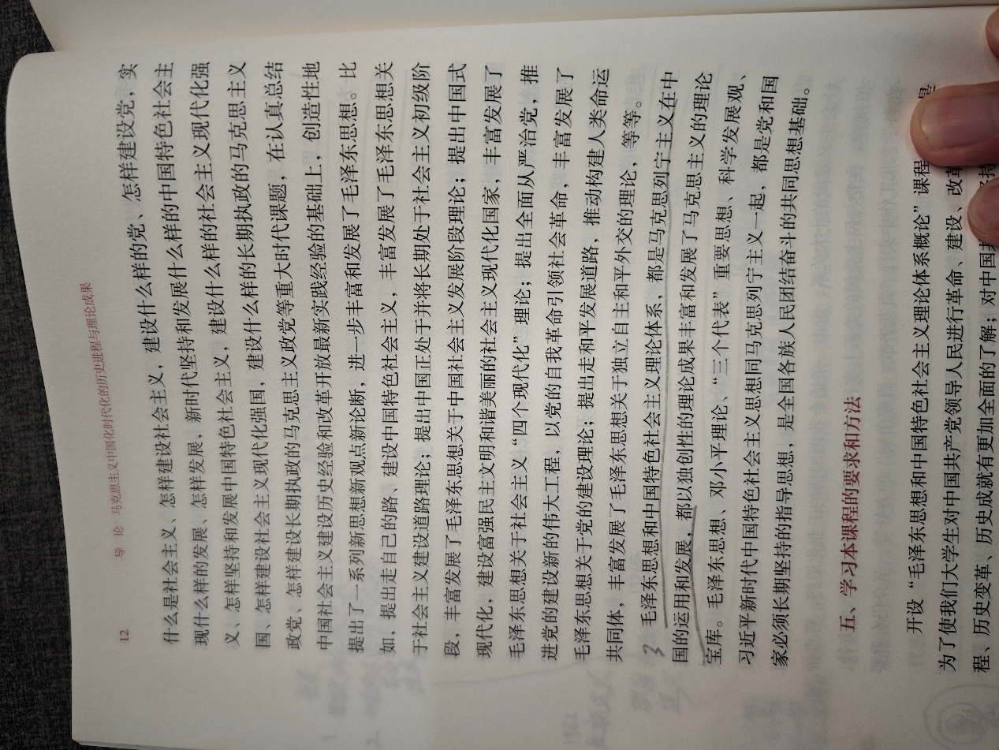 12 导 论 马克思主义中国化时代化的历史进程与理论成果
什么是社会主义、怎样建设社会主义，建设什么样的党、怎样建设党，实
现什么样的发展、怎样发展，新时代坚持和发展什么样的中国特色社会主
义、怎样坚持和发展中国特色社会主义，建设什么样的社会主义现代化强
国、怎样建设社会主义现代化强国，建设什么样的长期执政的马克思主义
政党、怎样建设长期执政的马克思主义政党等重大时代课题，在认真总结
中国社会主义建设历史经验和改革开放最新实践经验的基础上，创造性地
提出了一系列新思想新观点新论断，进一步丰富和发展了毛泽东思想。比
如，提出走自己的路、建设中国特色社会主义，丰富发展了毛泽东思想关
于社会主义建设道路理论；提出中国正处于并将长期处于社会主义初级阶
段，丰富发展了毛泽东思想关于中国社会主义发展阶段理论；提出中国式
现代化，建设富强民主文明和谐美丽的社会主义现代化国家，丰富发展了
毛泽东思想关于社会主义“四个现代化”理论；提出全面从严治党，推
进党的建设新的伟大工程，以党的自我革命引领社会革命，丰富发展了
毛泽东思想关于党的建设理论；提出走和平发展道路，推动构建人类命运
共同体，丰富发展了毛泽东思想关于独立自主和平外交的理论，等等。
3 毛泽东思想和中国特色社会主义理论体系，都是马克思列宁主义在中
国的运用和发展，都以独创性的理论成果丰富和发展了马克思主义的理论
宝库。毛泽东思想、邓小平理论、“三个代表”重要思想、科学发展观、
习近平新时代中国特色社会主义思想同马克思列宁主义一起，都是党和国
家必须长期坚持的指导思想，是全国各族人民团结奋斗的共同思想基础。
五、学习本课程的要求和方法
开设“毛泽东思想和中国特色社会主义理论体系概论”课程 是
为了使我们大学生对中国共产党领导人民进行革命、建设、改革
程、历史变革、历史成就有更加全面的了解；对中国共 坚持